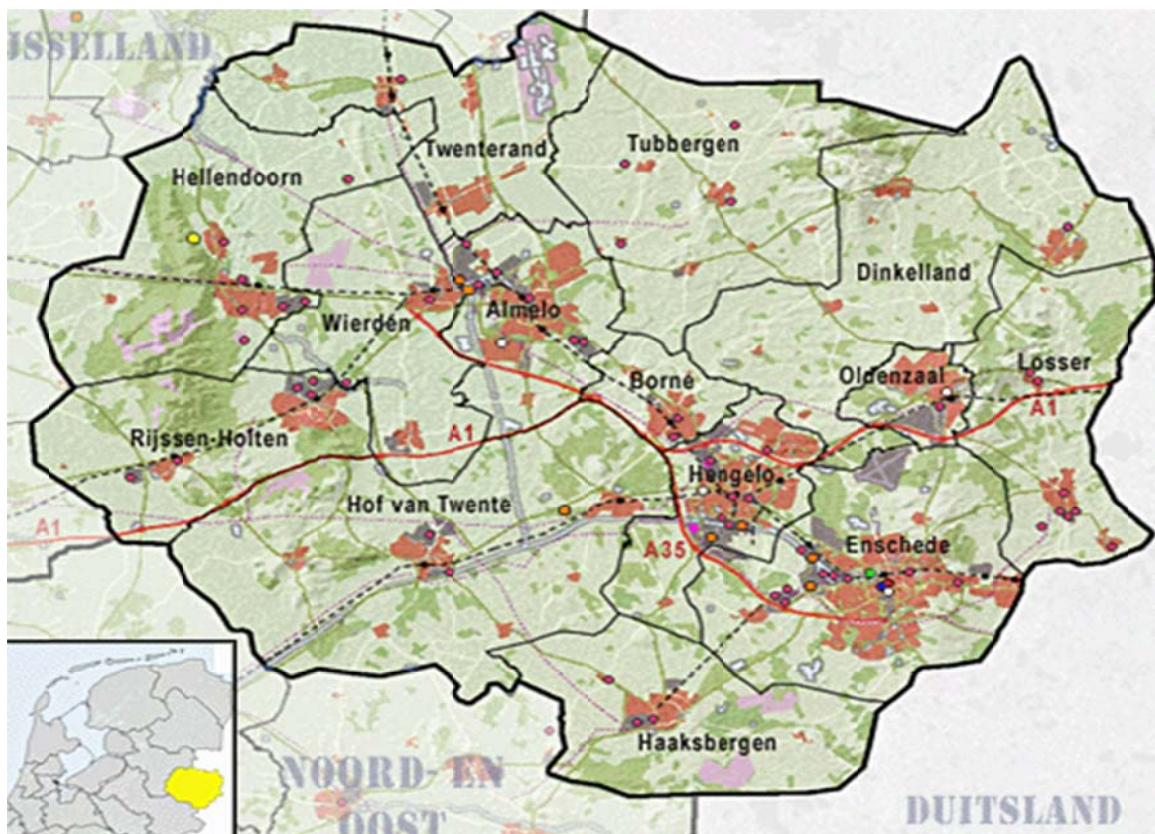 IJSSELLAND
Twenterand
Tubbergen
Hellendoorn
Dinkelland
Wierden
Almelo
Borne
Oldenzaal
Losser
A1
A1
Rijssen-Holten
Hengelo
Hof van Twente
A1
A35
Enschede
Haaksbergen
NOORD- EN
OOST
DUITSLAND